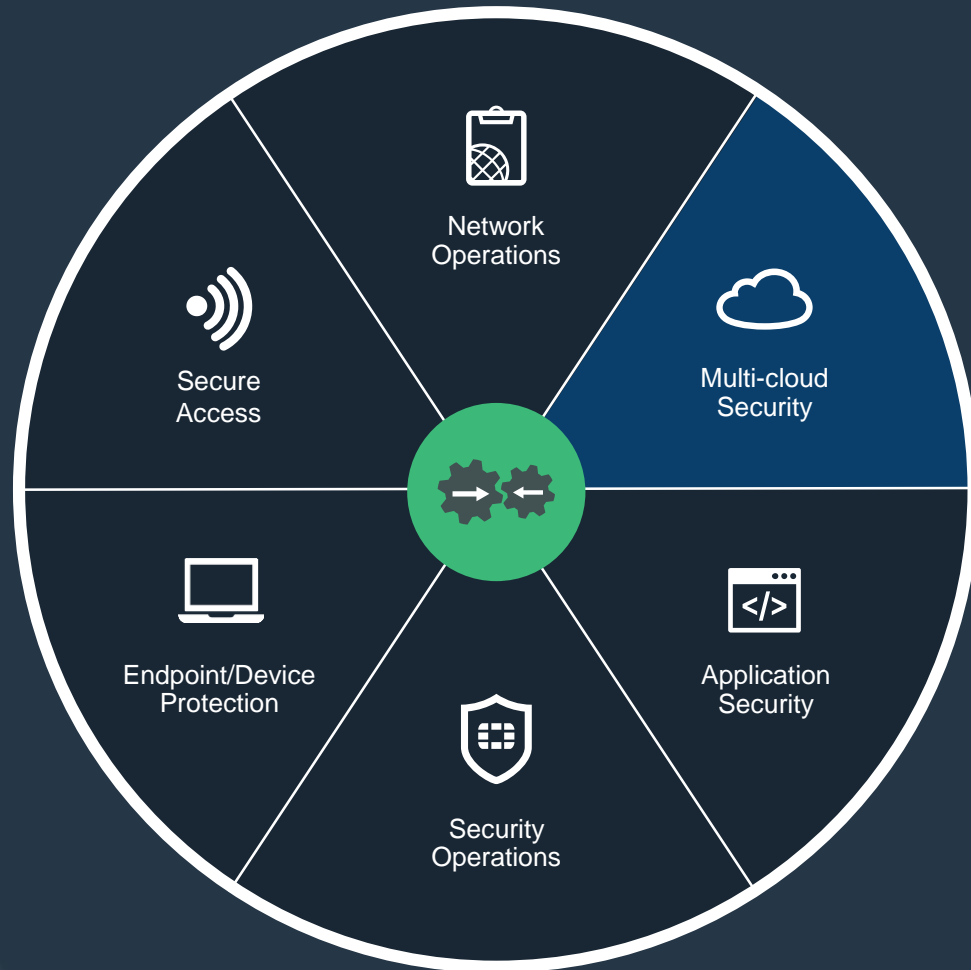 Network
Operations
Multi-cloud
Security
Secure
Access
</>
Application
Security
Endpoint/Device
Protection
Security
Operations